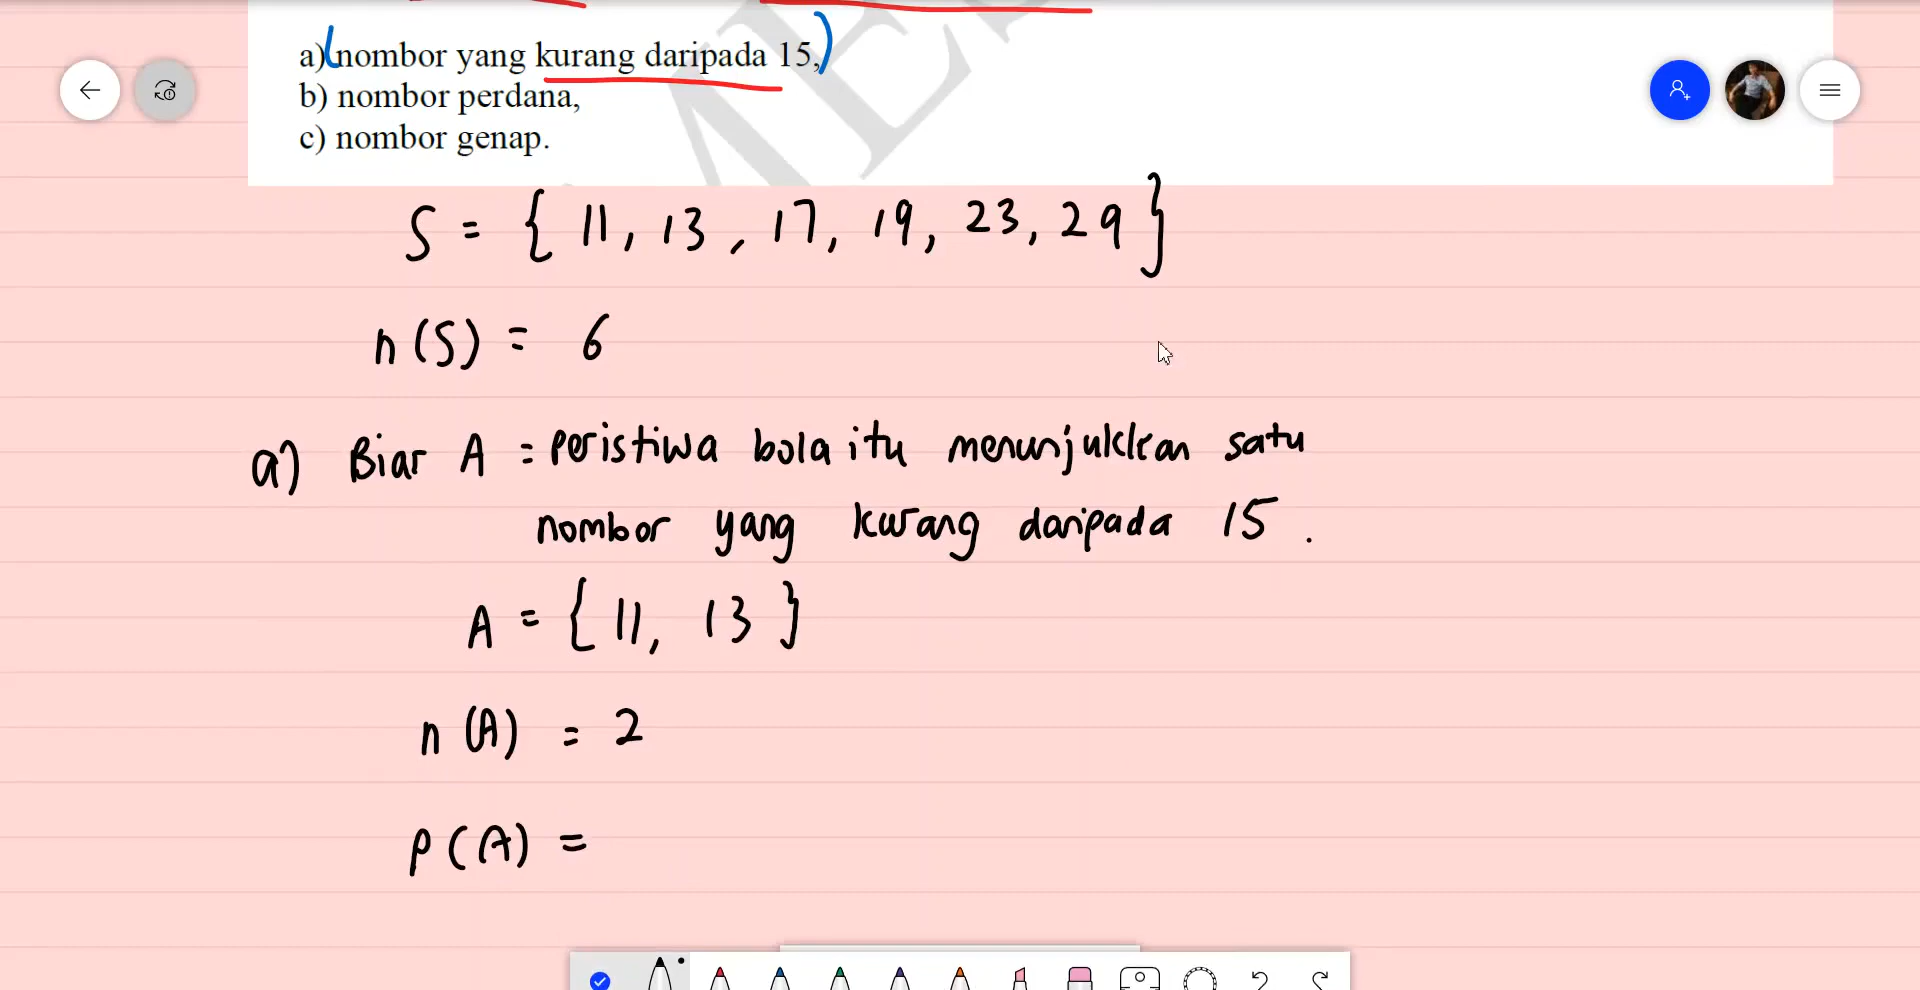 a) nombor yang kurang daripada 15,
b) nombor perdana,
c) nombor genap.
S = { 11, 13, 17, 19, 23, 29 }
n(S) = 6
a) Biar A = peristiwa bola itu menunjukkan satu
nombor yang kurang daripada 15.
A = { 11, 13 }
n(A) = 2
P(A) =